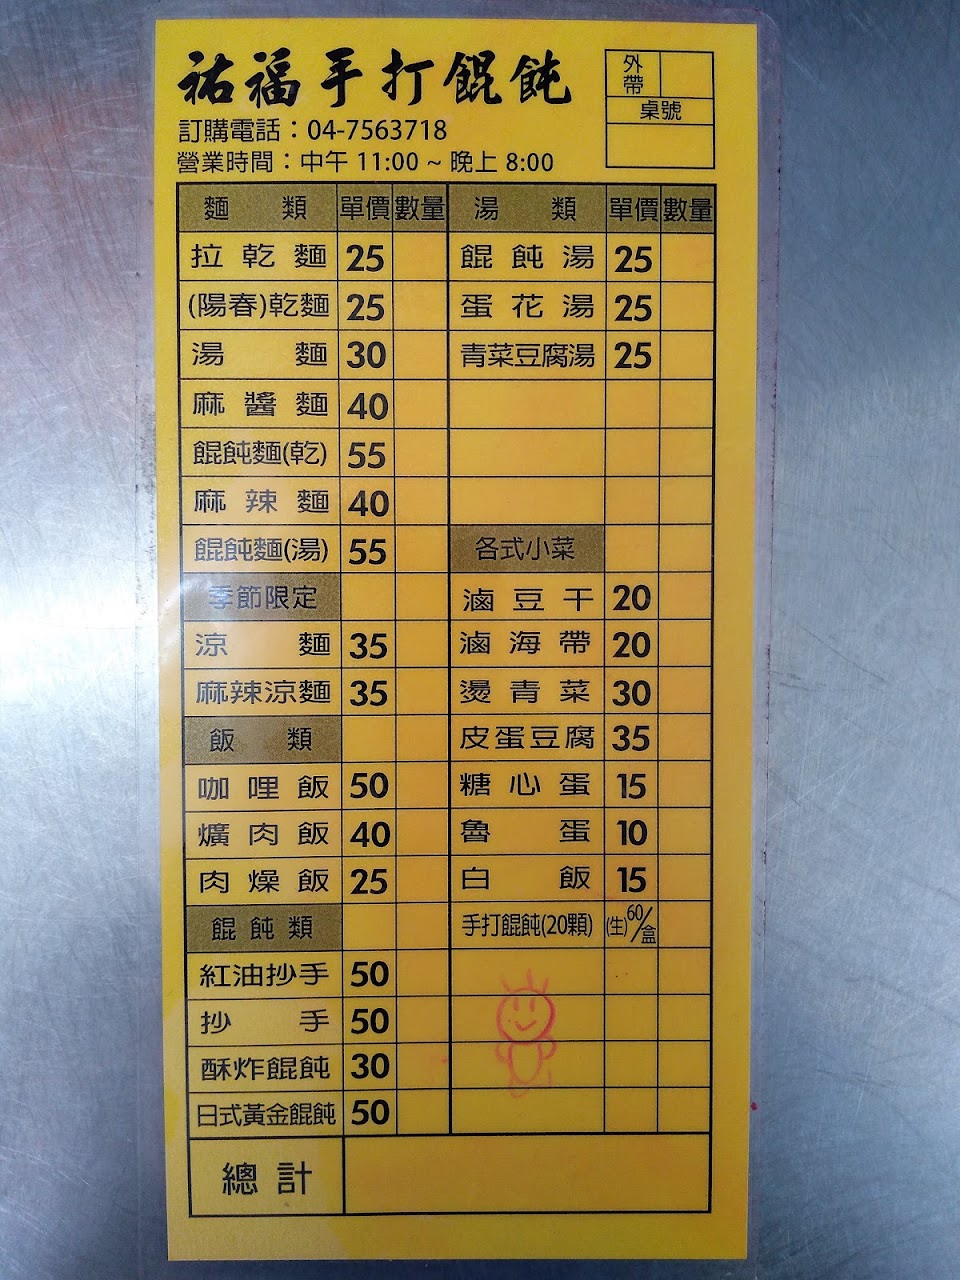 祐福手打餛飩
外帶
桌號
訂購電話：04-7563718
營業時間：中午 11:00 ~ 晚上 8:00
麵類 單價 數量 湯類 單價 數量
拉乾麵 25 餛飩湯 25
(陽春)乾麵 25 蛋花湯 25
湯麵 30 青菜豆腐湯 25
麻醬麵 40
餛飩麵(乾) 55
麻辣麵 40
餛飩麵(湯) 55 各式小菜
季節限定 滷豆干 20
涼麵 35 滷海帶 20
麻辣涼麵 35 燙青菜 30
飯類 皮蛋豆腐 35
咖哩飯 50 糖心蛋 15
爌肉飯 40 魯蛋 10
肉燥飯 25 白飯 15
餛飩類 手打餛飩(20顆) (生)60/盒
紅油抄手 50
抄手 50
酥炸餛飩 30
日式黃金餛飩 50
總計